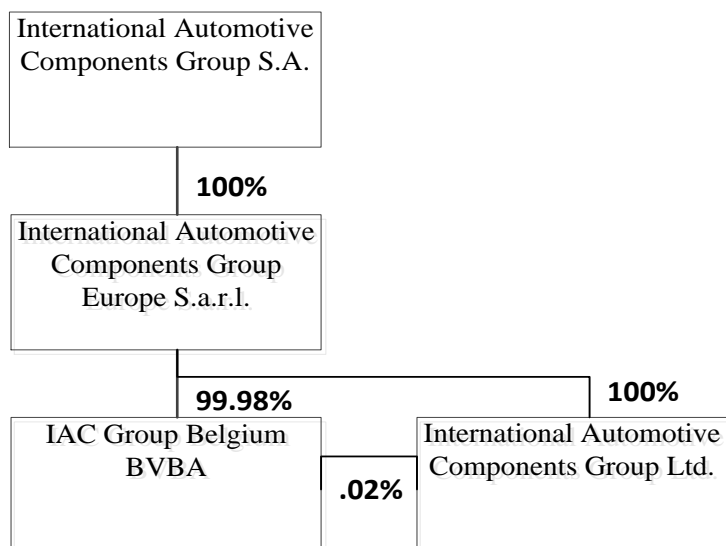 International Automotive
Components Group S.A.
100%
International Automotive
Components Group
Europe S.a.r.l.
99.98%
100%
IAC Group Belgium
BVBA
.02%
International Automotive
Components Group Ltd.